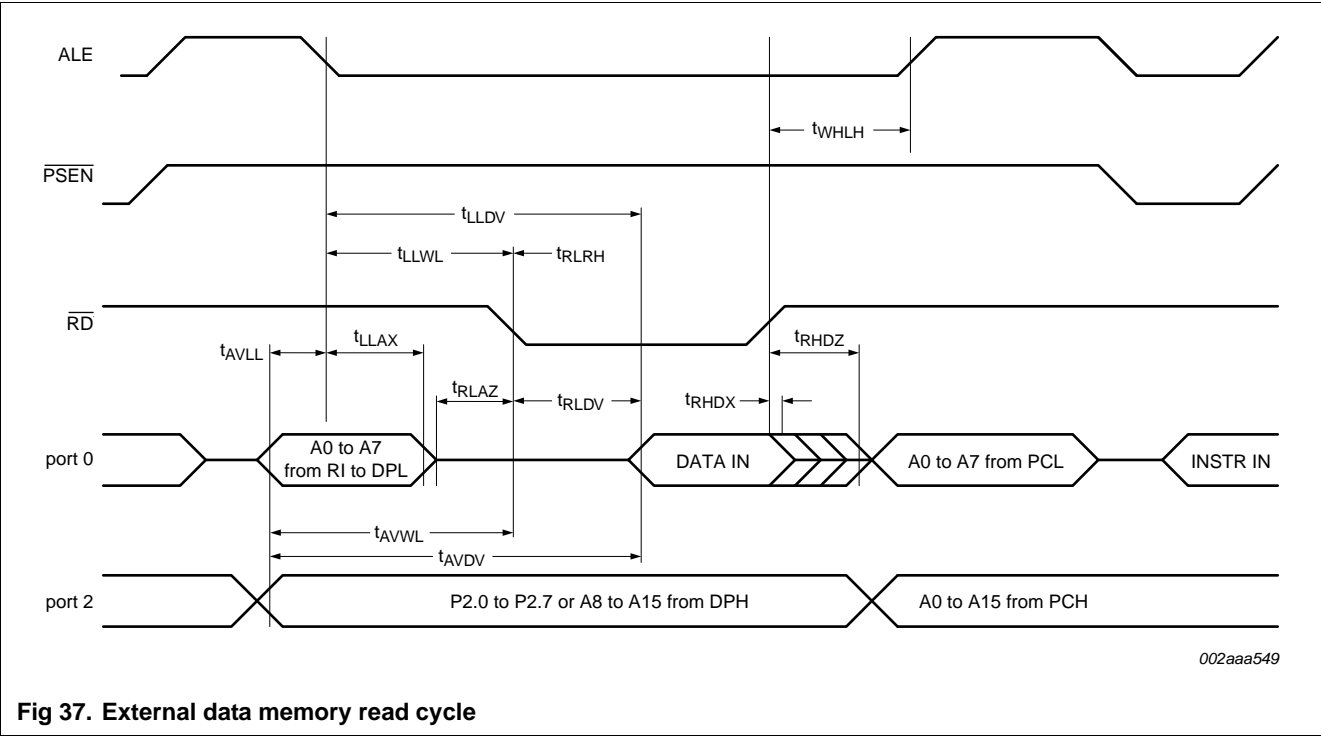 ALE
tWHLH
PSEN
tLLDV
tLLWL
tRLRH
RD
tAVLL
tLLAX
tRHDZ
tRLAZ
tRLDV
tRHDX
port 0
A0 to A7
from RI to DPL
DATA IN
A0 to A7 from PCL
INSTR IN
tAVWL
tAVDV
port 2
P2.0 to P2.7 or A8 to A15 from DPH
A0 to A15 from PCH
002aaa549
Fig 37. External data memory read cycle